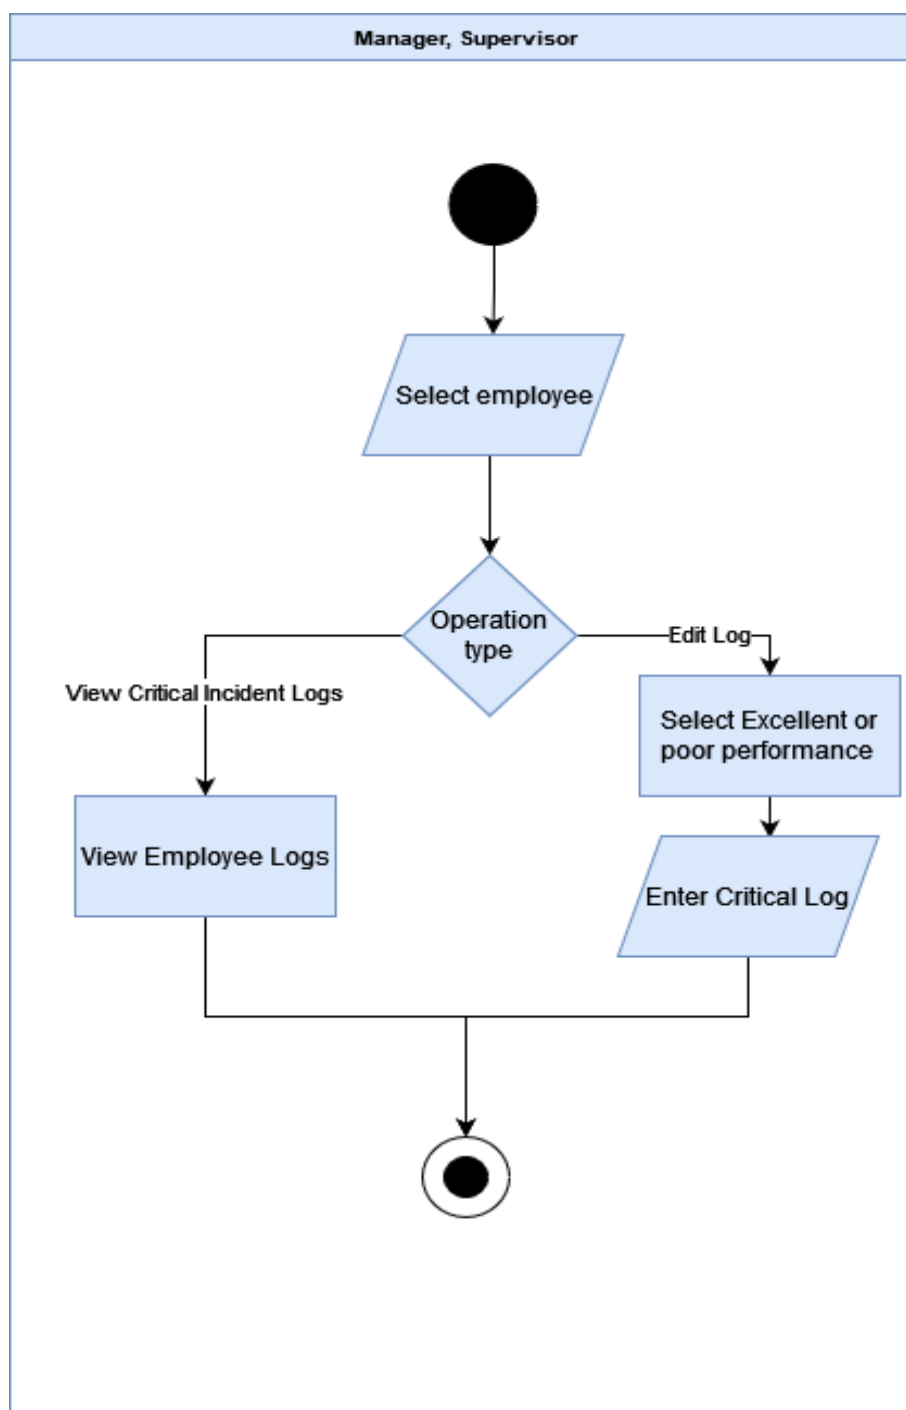 Manager, Supervisor
Select employee
Operation
type
Edit Log
View Critical Incident Logs
Select Excellent or
poor performance
View Employee Logs
Enter Critical Log